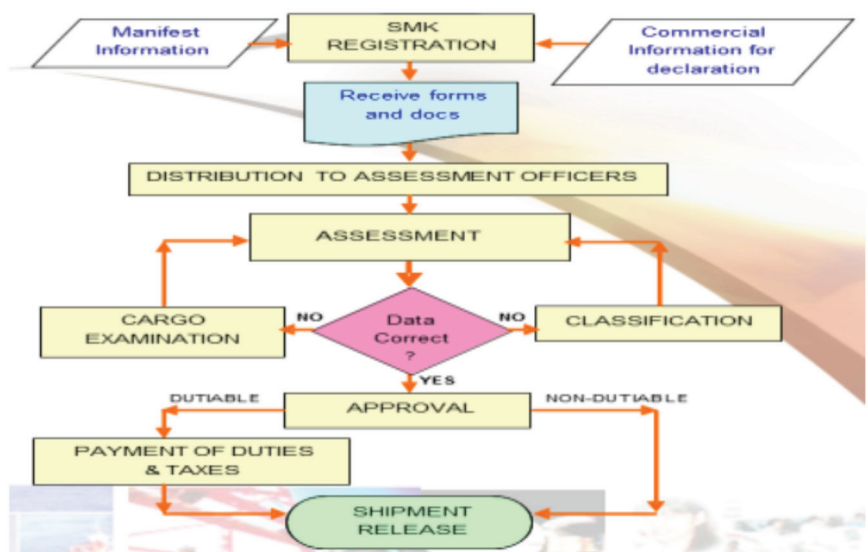 Manifest
Information
SMK
REGISTRATION
Commercial
Information for
declaration
Receive forms
and docs
DISTRIBUTION TO ASSESSMENT OFFICERS
ASSESSMENT
CARGO
EXAMINATION
NO
Data
Correct
?
NO
CLASSIFICATION
YES
DUTIABLE
APPROVAL
NON-DUTIABLE
PAYMENT OF DUTIES
& TAXES
SHIPMENT
RELEASE